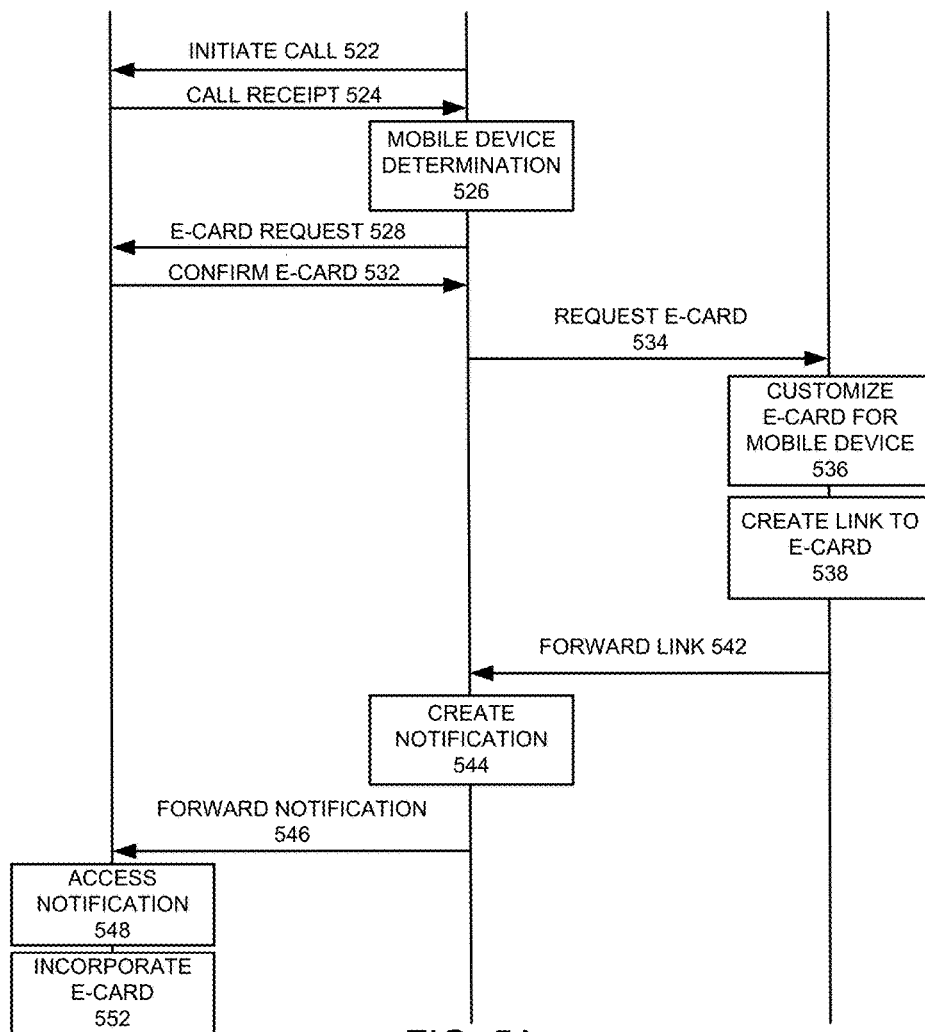 INITIATE CALL 522
CALL RECEIPT 524
MOBILE DEVICE
DETERMINATION
526
E-CARD REQUEST 528
CONFIRM E-CARD 532
REQUEST E-CARD
534
CUSTOMIZE
E-CARD FOR
MOBILE DEVICE
536
CREATE LINK TO
E-CARD
538
FORWARD LINK 542
CREATE
NOTIFICATION
544
FORWARD NOTIFICATION
546
ACCESS
NOTIFICATION
548
INCORPORATE
E-CARD
552